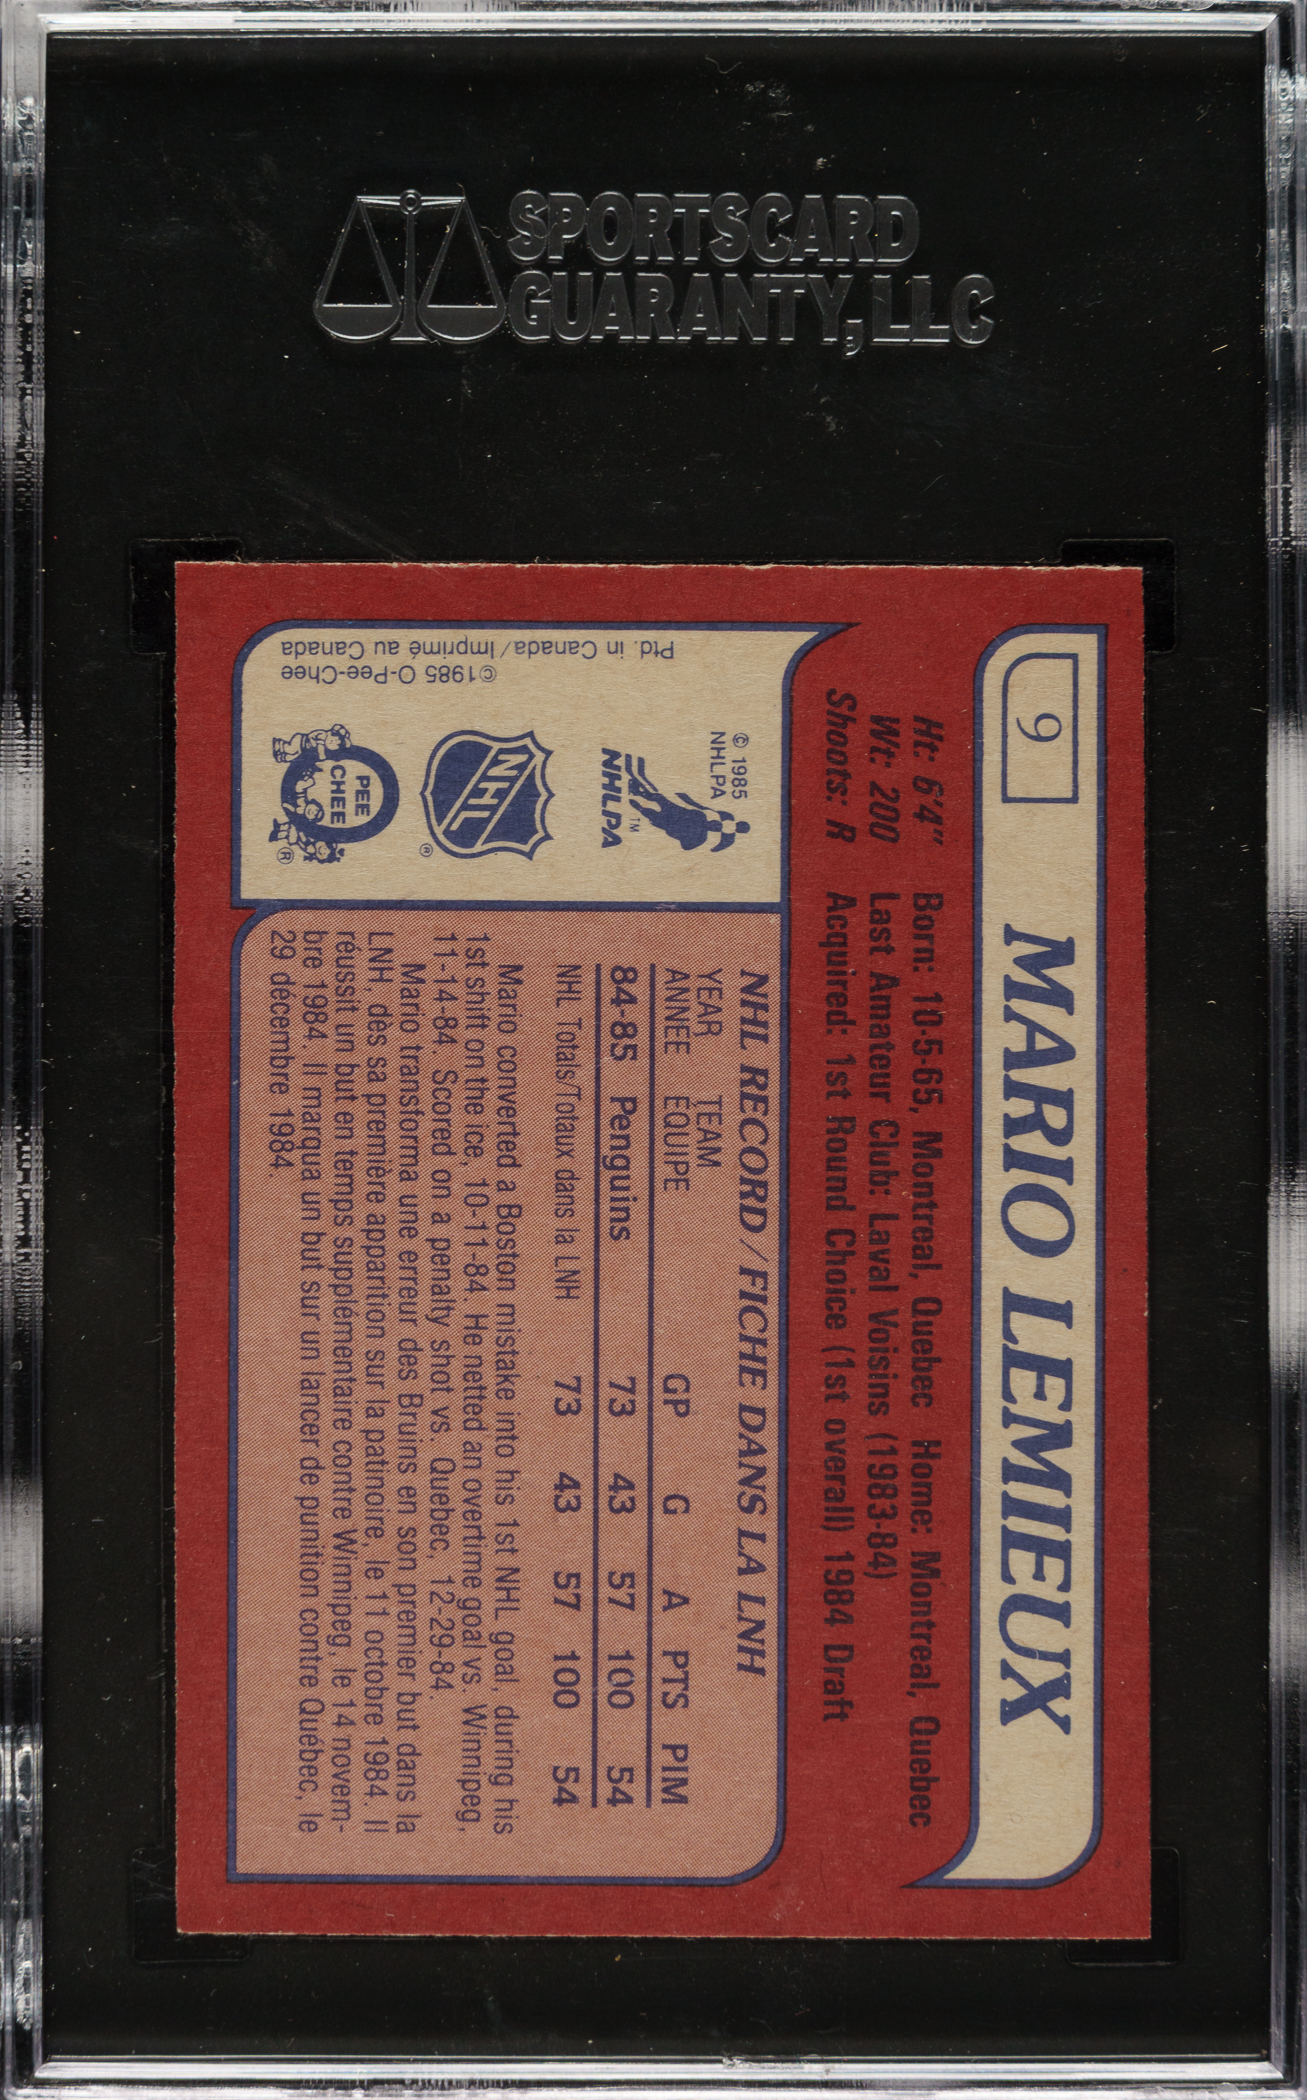 SPORTSCARD
GUARANTY, LLC
9
MARIO LEMIEUX
Ht: 6'4" Born: 10-5-65, Montreal, Quebec Home: Montreal, Quebec
Wt: 200 Last Amateur Club: Laval Voisins (1983-84)
Shoots: R Acquired: 1st Round Choice (1st overall) 1984 Draft
© 1985
NHLPA
NHLPA
TM
NHL
®
PEE
CHEE
®
©1985 O-Pee-Chee
Ptd. in Canada/Imprimé au Canada
NHL RECORD/FICHE DANS LA LNH
YEAR TEAM
ANNEE EQUIPE GP G A PTS PIM
84-85 Penguins 73 43 57 100 54
NHL Totals/Totaux dans la LNH 73 43 57 100 54
Mario converted a Boston mistake into his 1st NHL goal, during his
1st shift on the ice, 10-11-84. He netted an overtime goal vs. Winnipeg,
11-14-84. Scored on a penalty shot vs. Quebec, 12-29-84.
Mario transforma une erreur des Bruins en son premier but dans la
LNH, dès sa première apparition sur la patinoire, le 11 octobre 1984. Il
réussit un but en temps supplémentaire contre Winnipeg, le 14 novem-
bre 1984. Il marqua un but sur un lancer de punition contre Québec, le
29 décembre 1984.